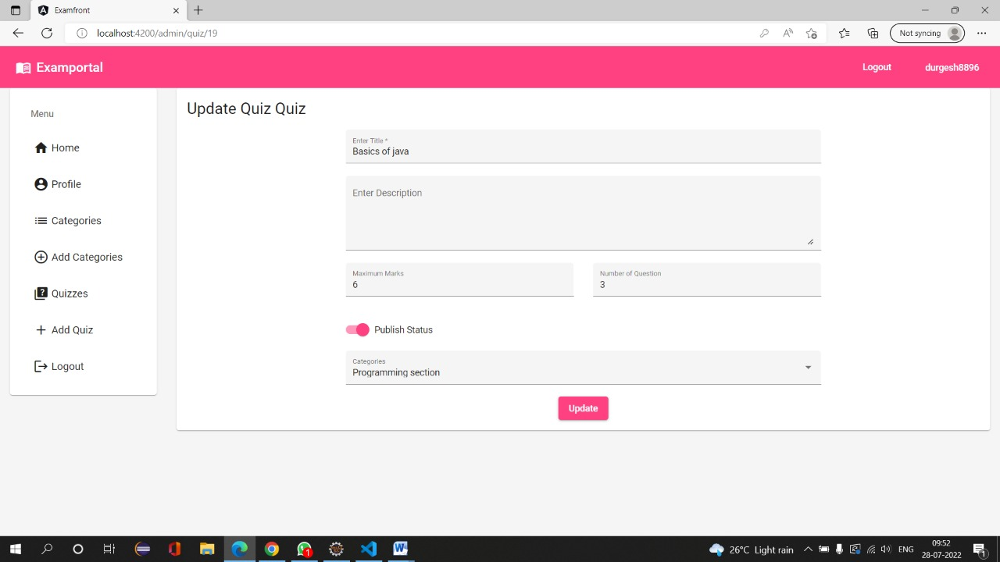 Examfront
localhost:4200/admin/quiz/19
Not syncing
Examportal
Logout
durgesh8896
Menu
Home
Profile
Categories
Add Categories
Quizzes
Add Quiz
Logout
Update Quiz Quiz
Enter Title *
Basics of java
Enter Description
Maximum Marks
6
Number of Question
3
Publish Status
Categories
Programming section
Update
1
26°C Light rain
ENG
09:52
28-07-2022
1